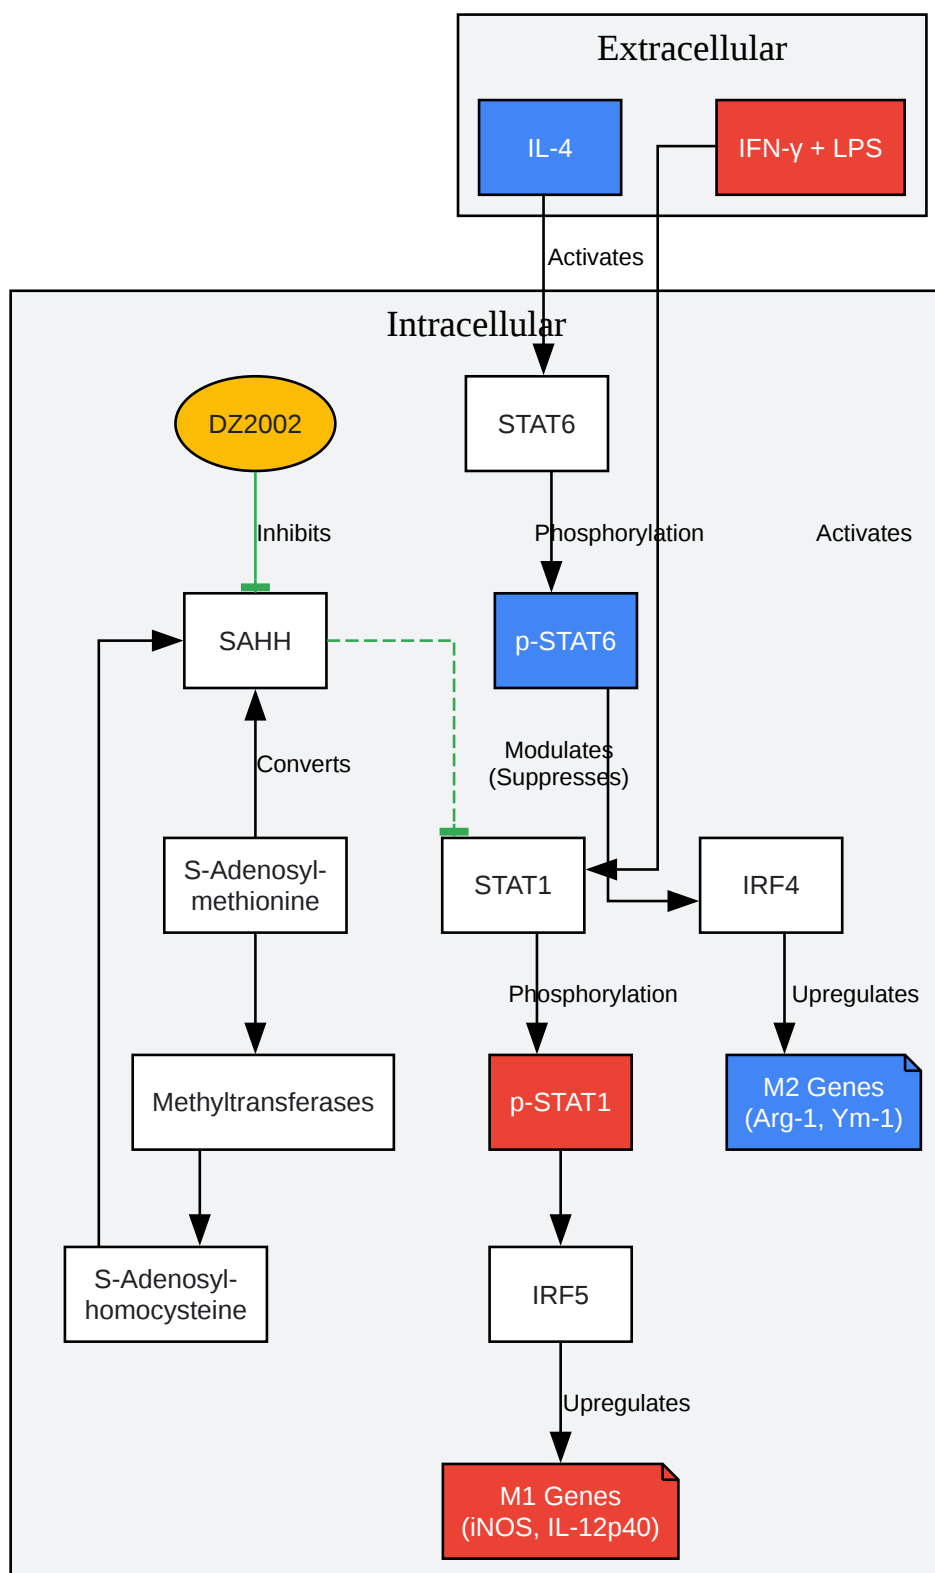 Extracellular
IL-4
IFN-γ + LPS
Activates
Intracellular
DZ2002
STAT6
Inhibits
Phosphorylation
Activates
SAHH
p-STAT6
Converts
Modulates
(Suppresses)
S-Adenosyl-
methionine
STAT1
IRF4
Phosphorylation
Upregulates
Methyltransferases
p-STAT1
M2 Genes
(Arg-1, Ym-1)
S-Adenosyl-
homocysteine
IRF5
Upregulates
M1 Genes
(iNOS, IL-12p40)